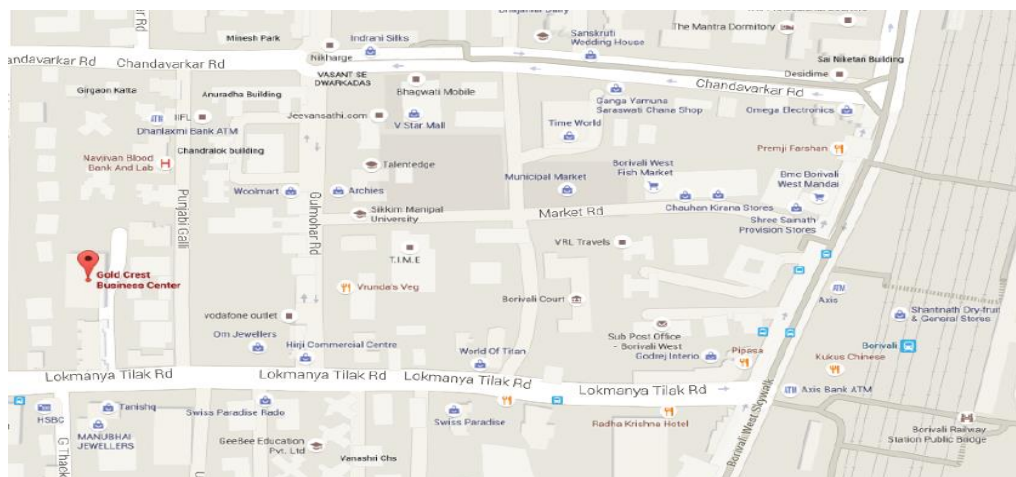 Bhajankar Dairy
The Mantra Dormitory
Minesh Park
Indrani Silks
Sanskruti
Wedding House
Nikharge
Sai Niketan Building
andavarkar Rd
Chandavarkar Rd
VASANT SE
DWARKADAS
Desidime
Chandavarkar Rd
Girgaon Katta
Anuradha Building
Bhagwati Mobile
Ganga Yamuna
Saraswati Chana Shop
Omega Electronics
IIFL
Dhanlaxmi Bank ATM
Jeevansathi.com
V Star Mall
Time World
Chandralok building
Premji Farshan
Navjivan Blood
Bank And Lab
Talentedge
Borivali West
Fish Market
Municipal Market
Bmc Borivali
West Mandai
Woolmart
Archies
Punjabi Galli
Gulmohar Rd
Sikkim Manipal
University
Market Rd
Chauhan Kirana Stores
Shree Sainath
Provision Stores
T.I.M.E
VRL Travels
Gold Crest
Business Center
Vrunda's Veg
Borivali Court
Axis
vodafone outlet
Shantinath Dry-fruit
& General Stores
Om Jewellers
Hirji Commercial Centre
World Of Titan
Sub Post Office
- Borivali West
Godrej Interio
Pipasa
Borivali
Kukus Chinese
Lokmanya Tilak Rd
Lokmanya Tilak Rd
Lokmanya Tilak Rd
Lokmanya Tilak Rd
Axis Bank ATM
HSBC
Tanishq
Swiss Paradise Rado
Swiss Paradise
Radha Krishna Hotel
Borivali West Skywalk
Borivali Railway
Station Public Bridge
MANUBHAI
JEWELLERS
G Thack
GeeBee Education
Pvt. Ltd
Vanashri Chs